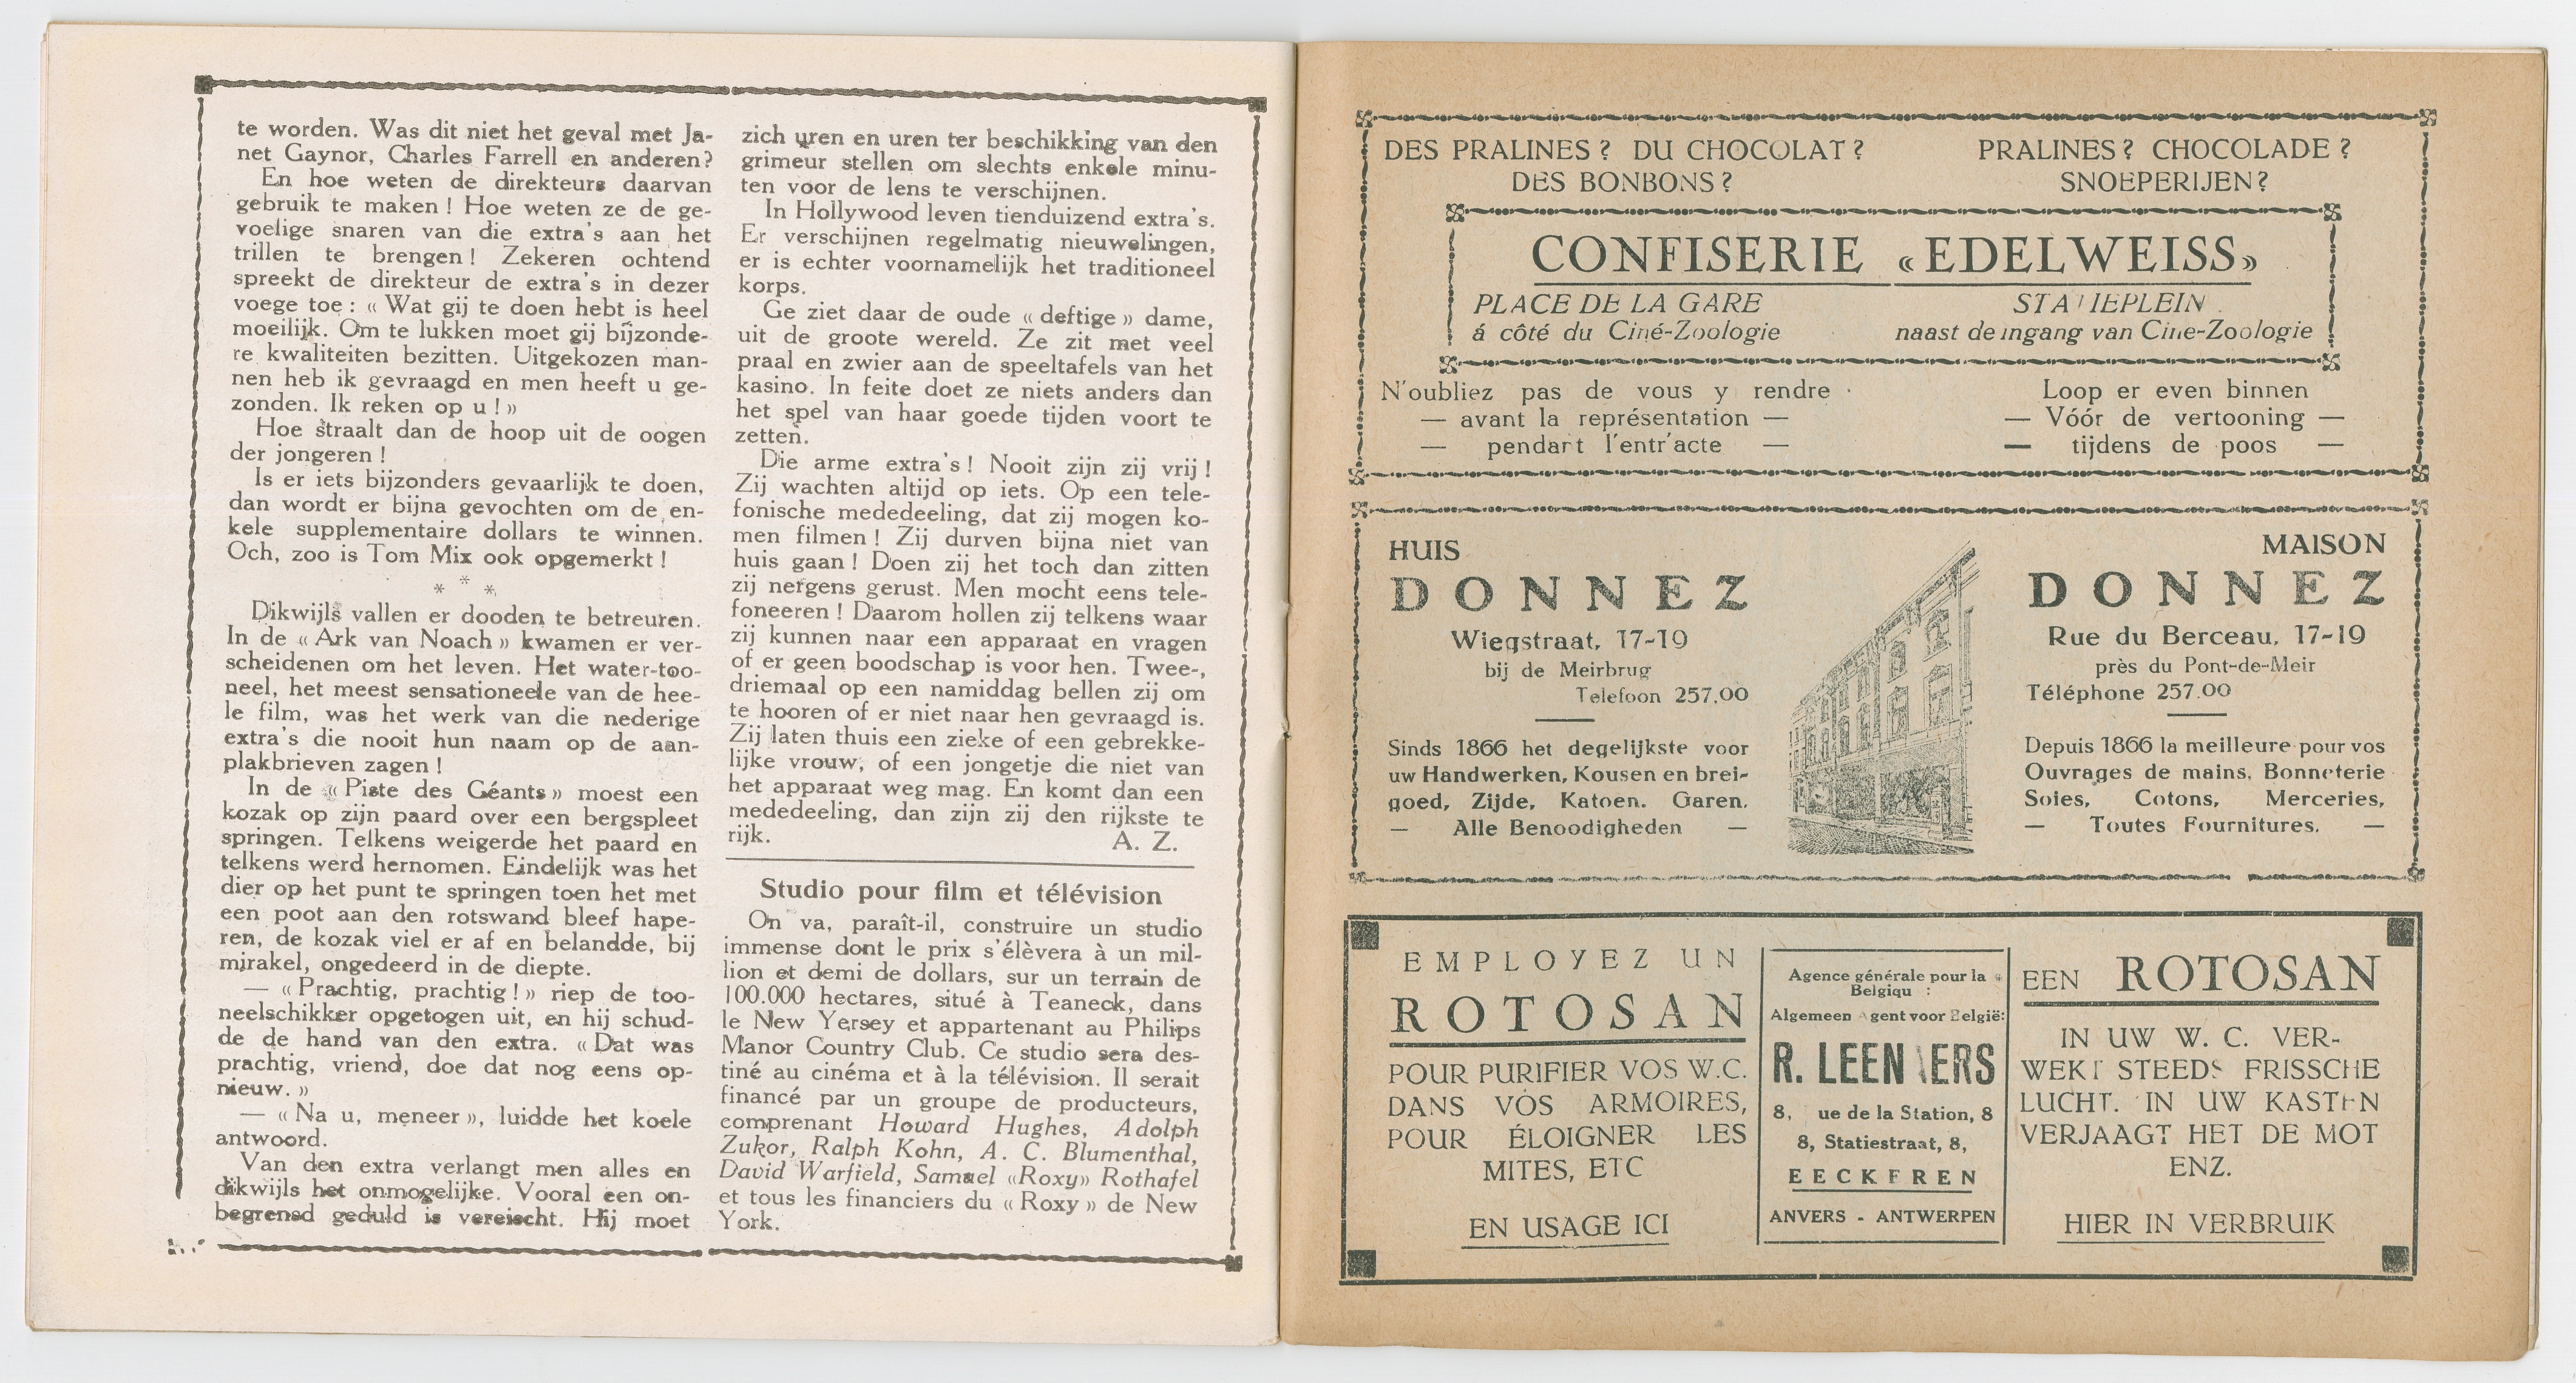 te worden. Was dit niet het geval met Ja-
net Gaynor, Charles Farrell en anderen?
En hoe weten de direkteurs daarvan
gebruik te maken! Hoe weten ze de ge-
voelige snaren van die extra's aan het
trillen te brengen! Zekeren ochtend
spreekt de direkteur de extra's in dezer
voege toe: « Wat gij te doen hebt is heel
moeilijk. Om te lukken moet gij bijzonde-
re kwaliteiten bezitten. Uitgekozen man-
nen heb ik gevraagd en men heeft u ge-
zonden. Ik reken op u!»
Hoe straalt dan de hoop uit de oogen
der jongeren!
Is er iets bijzonders gevaarlijk te doen,
dan wordt er bijna gevochten om de en-
kele supplementaire dollars te winnen.
Och, zoo is Tom Mix ook opgemerkt!
* * *
Dikwijls vallen er dooden te betreuren.
In de « Ark van Noach » kwamen er ver-
scheidenen om het leven. Het water-too-
neel, het meest sensationeele van de hee-
le film, was het werk van die nederige
extra's die nooit hun naam op de aan-
plakbrieven zagen!
In de « Piste des Géants » moest een
kozak op zijn paard over een bergspleet
springen. Telkens weigerde het paard en
telkens werd hernomen. Eindelijk was het
dier op het punt te springen toen het met
een poot aan den rotswand bleef hape-
ren, de kozak viel er af en belandde, bij
mirakel, ongedeerd in de diepte.
— « Prachtig, prachtig!» riep de too-
neelschikker opgetogen uit, en hij schud-
de de hand van den extra. « Dat was
prachtig, vriend, doe dat nog eens op-
nieuw. »
— « Na u, meneer », luidde het koele
antwoord.
Van den extra verlangt men alles en
dikwijls het onmogelijke. Vooral een on-
begrensd geduld is vereischt. Hij moet
zich uren en uren ter beschikking van den
grimeur stellen om slechts enkele minu-
ten voor de lens te verschijnen.
In Hollywood leven tienduizend extra's.
Er verschijnen regelmatig nieuwelingen,
er is echter voornamelijk het traditioneel
korps.
Ge ziet daar de oude « deftige » dame,
uit de groote wereld. Ze zit met veel
praal en zwier aan de speeltafels van het
kasino. In feite doet ze niets anders dan
het spel van haar goede tijden voort te
zetten.
Die arme extra's! Nooit zijn zij vrij!
Zij wachten altijd op iets. Op een tele-
fonische mededeeling, dat zij mogen ko-
men filmen! Zij durven bijna niet van
huis gaan! Doen zij het toch dan zitten
zij nergens gerust. Men mocht eens tele-
foneeren! Daarom hollen zij telkens waar
zij kunnen naar een apparaat en vragen
of er geen boodschap is voor hen. Twee-,
driemaal op een namiddag bellen zij om
te hooren of er niet naar hen gevraagd is.
Zij laten thuis een zieke of een gebrekke-
lijke vrouw, of een jongetje die niet van
het apparaat weg mag. En komt dan een
mededeeling, dan zijn zij den rijkste te
rijk. A. Z.
Studio pour film et télévision
On va, paraît-il, construire un studio
immense dont le prix s'élèvera à un mil-
lion et demi de dollars, sur un terrain de
100.000 hectares, situé à Teaneck, dans
le New Yersey et appartenant au Philips
Manor Country Club. Ce studio sera des-
tiné au cinéma et à la télévision. Il serait
financé par un groupe de producteurs,
comprenant Howard Hughes, Adolph
Zukor, Ralph Kohn, A. C. Blumenthal,
David Warfield, Samuel «Roxy» Rothafel
et tous les financiers du « Roxy » de New
York.
DES PRALINES? DU CHOCOLAT?
DES BONBONS?
PRALINES? CHOCOLADE?
SNOEPERIJEN?
CONFISERIE «EDELWEISS»
PLACE DE LA GARE
á côté du Ciné-Zoologie
STATIEPLEIN
naast de ingang van Cine-Zoologie
N'oubliez pas de vous y rendre
— avant la représentation —
— pendart l'entr'acte —
Loop er even binnen
— Vóór de vertooning —
— tijdens de poos —
HUIS
DONNEZ
Wiegstraat, 17-19
bij de Meirbrug
Telefoon 257.00
Sinds 1866 het degelijkste voor
uw Handwerken, Kousen en brei-
goed, Zijde, Katoen. Garen.
— Alle Benoodigheden —
MAISON
DONNEZ
Rue du Berceau, 17-19
près du Pont-de-Meir
Téléphone 257.00
Depuis 1866 la meilleure pour vos
Ouvrages de mains, Bonneterie
Soies, Cotons, Merceries,
— Toutes Fournitures. —
EMPLOYEZ UN
ROTOSAN
POUR PURIFIER VOS W.C.
DANS VOS ARMOIRES,
POUR ÉLOIGNER LES
MITES, ETC
EN USAGE ICI
Agence générale pour la
Belgiqu :
Algemeen Agent voor België:
R. LEENAERS
8, ue de la Station, 8
8, Statiestraat, 8,
EECKEREN
ANVERS - ANTWERPEN
EEN ROTOSAN
IN UW W. C. VER-
WEKT STEEDS FRISSCHE
LUCHT. IN UW KASTEN
VERJAAGT HET DE MOT
ENZ.
HIER IN VERBRUIK